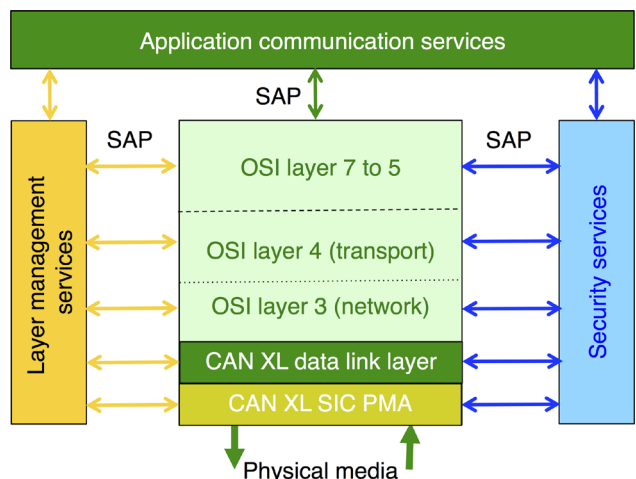 Application communication services
SAP
SAP
SAP
OSI layer 7 to 5
OSI layer 4 (transport)
OSI layer 3 (network)
CAN XL data link layer
CAN XL SIC PMA
Layer management
services
Security services
Physical media